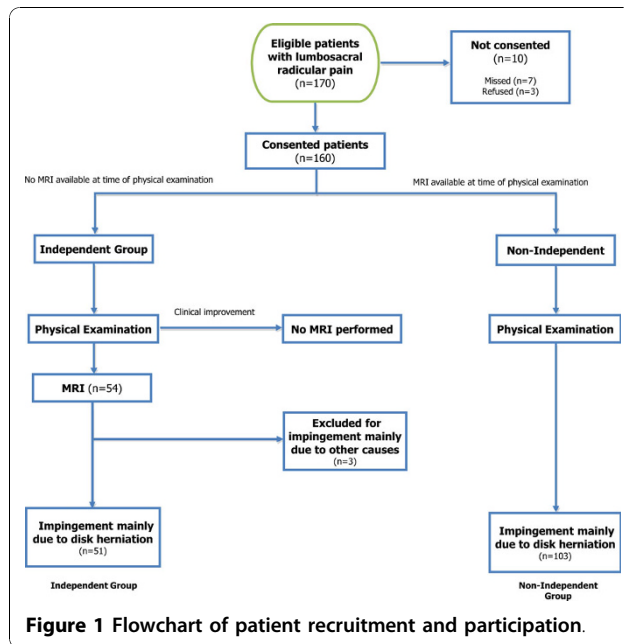 Eligible patients
with lumbosacral
radicular pain
(n=170)
Not consented
(n=10)
Missed (n=7)
Refused (n=3)
Consented patients
(n=160)
No MRI available at time of physical examination
MRI available at time of physical examination
Independent Group
Non-Independent
Physical Examination
Clinical improvement
No MRI performed
Physical Examination
MRI (n=54)
Excluded for
impingement mainly
due to other causes
(n=3)
Impingement mainly
due to disk herniation
(n=51)
Impingement mainly
due to disk herniation
(n=103)
Independent Group
Non-Independent
Group
Figure 1 Flowchart of patient recruitment and participation.